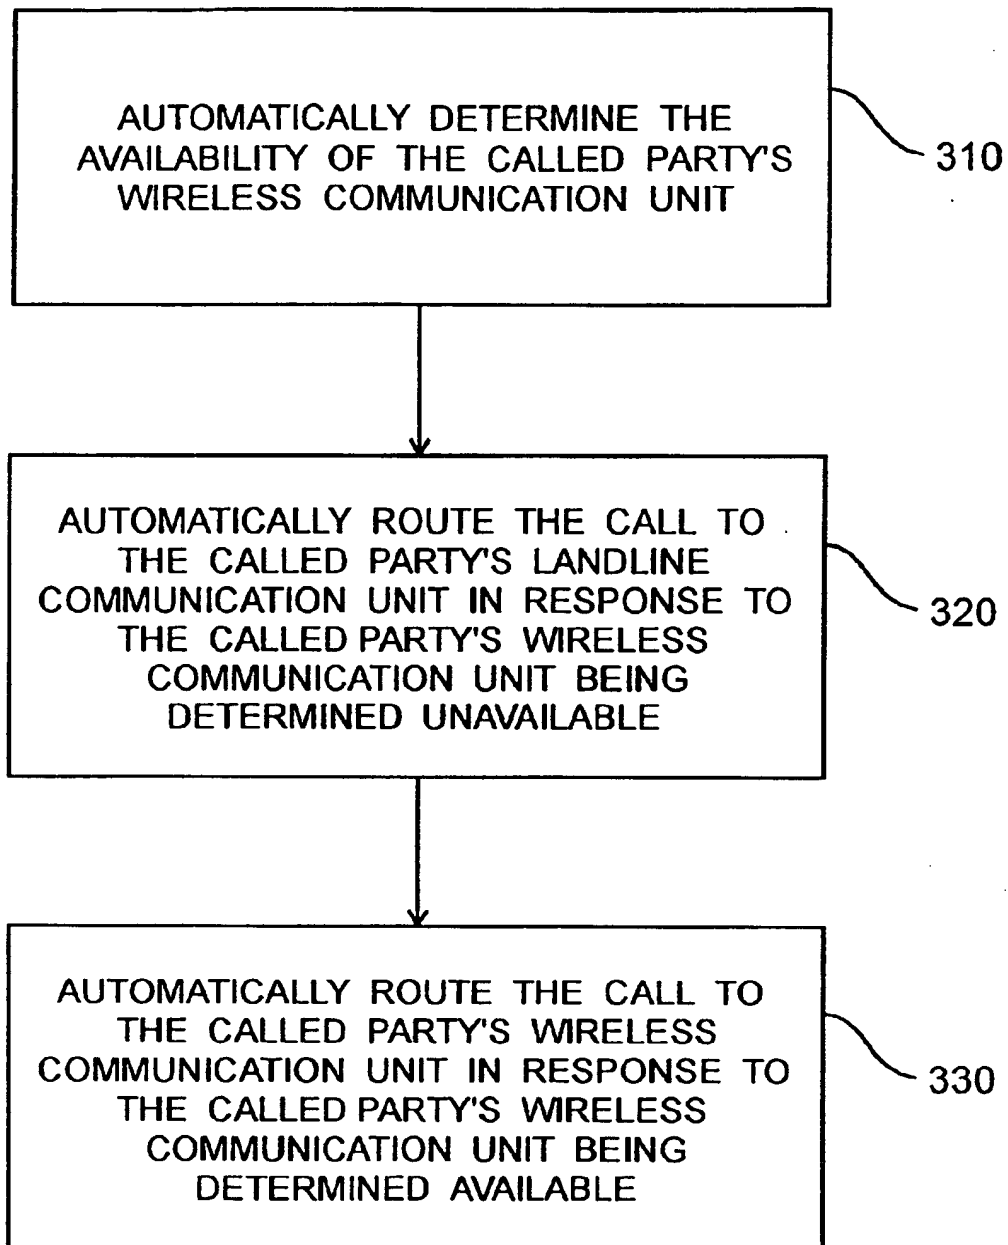 AUTOMATICALLY DETERMINE THE
AVAILABILITY OF THE CALLED PARTY'S
WIRELESS COMMUNICATION UNIT
310
AUTOMATICALLY ROUTE THE CALL TO
THE CALLED PARTY'S LANDLINE
COMMUNICATION UNIT IN RESPONSE TO
THE CALLED PARTY'S WIRELESS
COMMUNICATION UNIT BEING
DETERMINED UNAVAILABLE
320
AUTOMATICALLY ROUTE THE CALL TO
THE CALLED PARTY'S WIRELESS
COMMUNICATION UNIT IN RESPONSE TO
THE CALLED PARTY'S WIRELESS
COMMUNICATION UNIT BEING
DETERMINED AVAILABLE
330